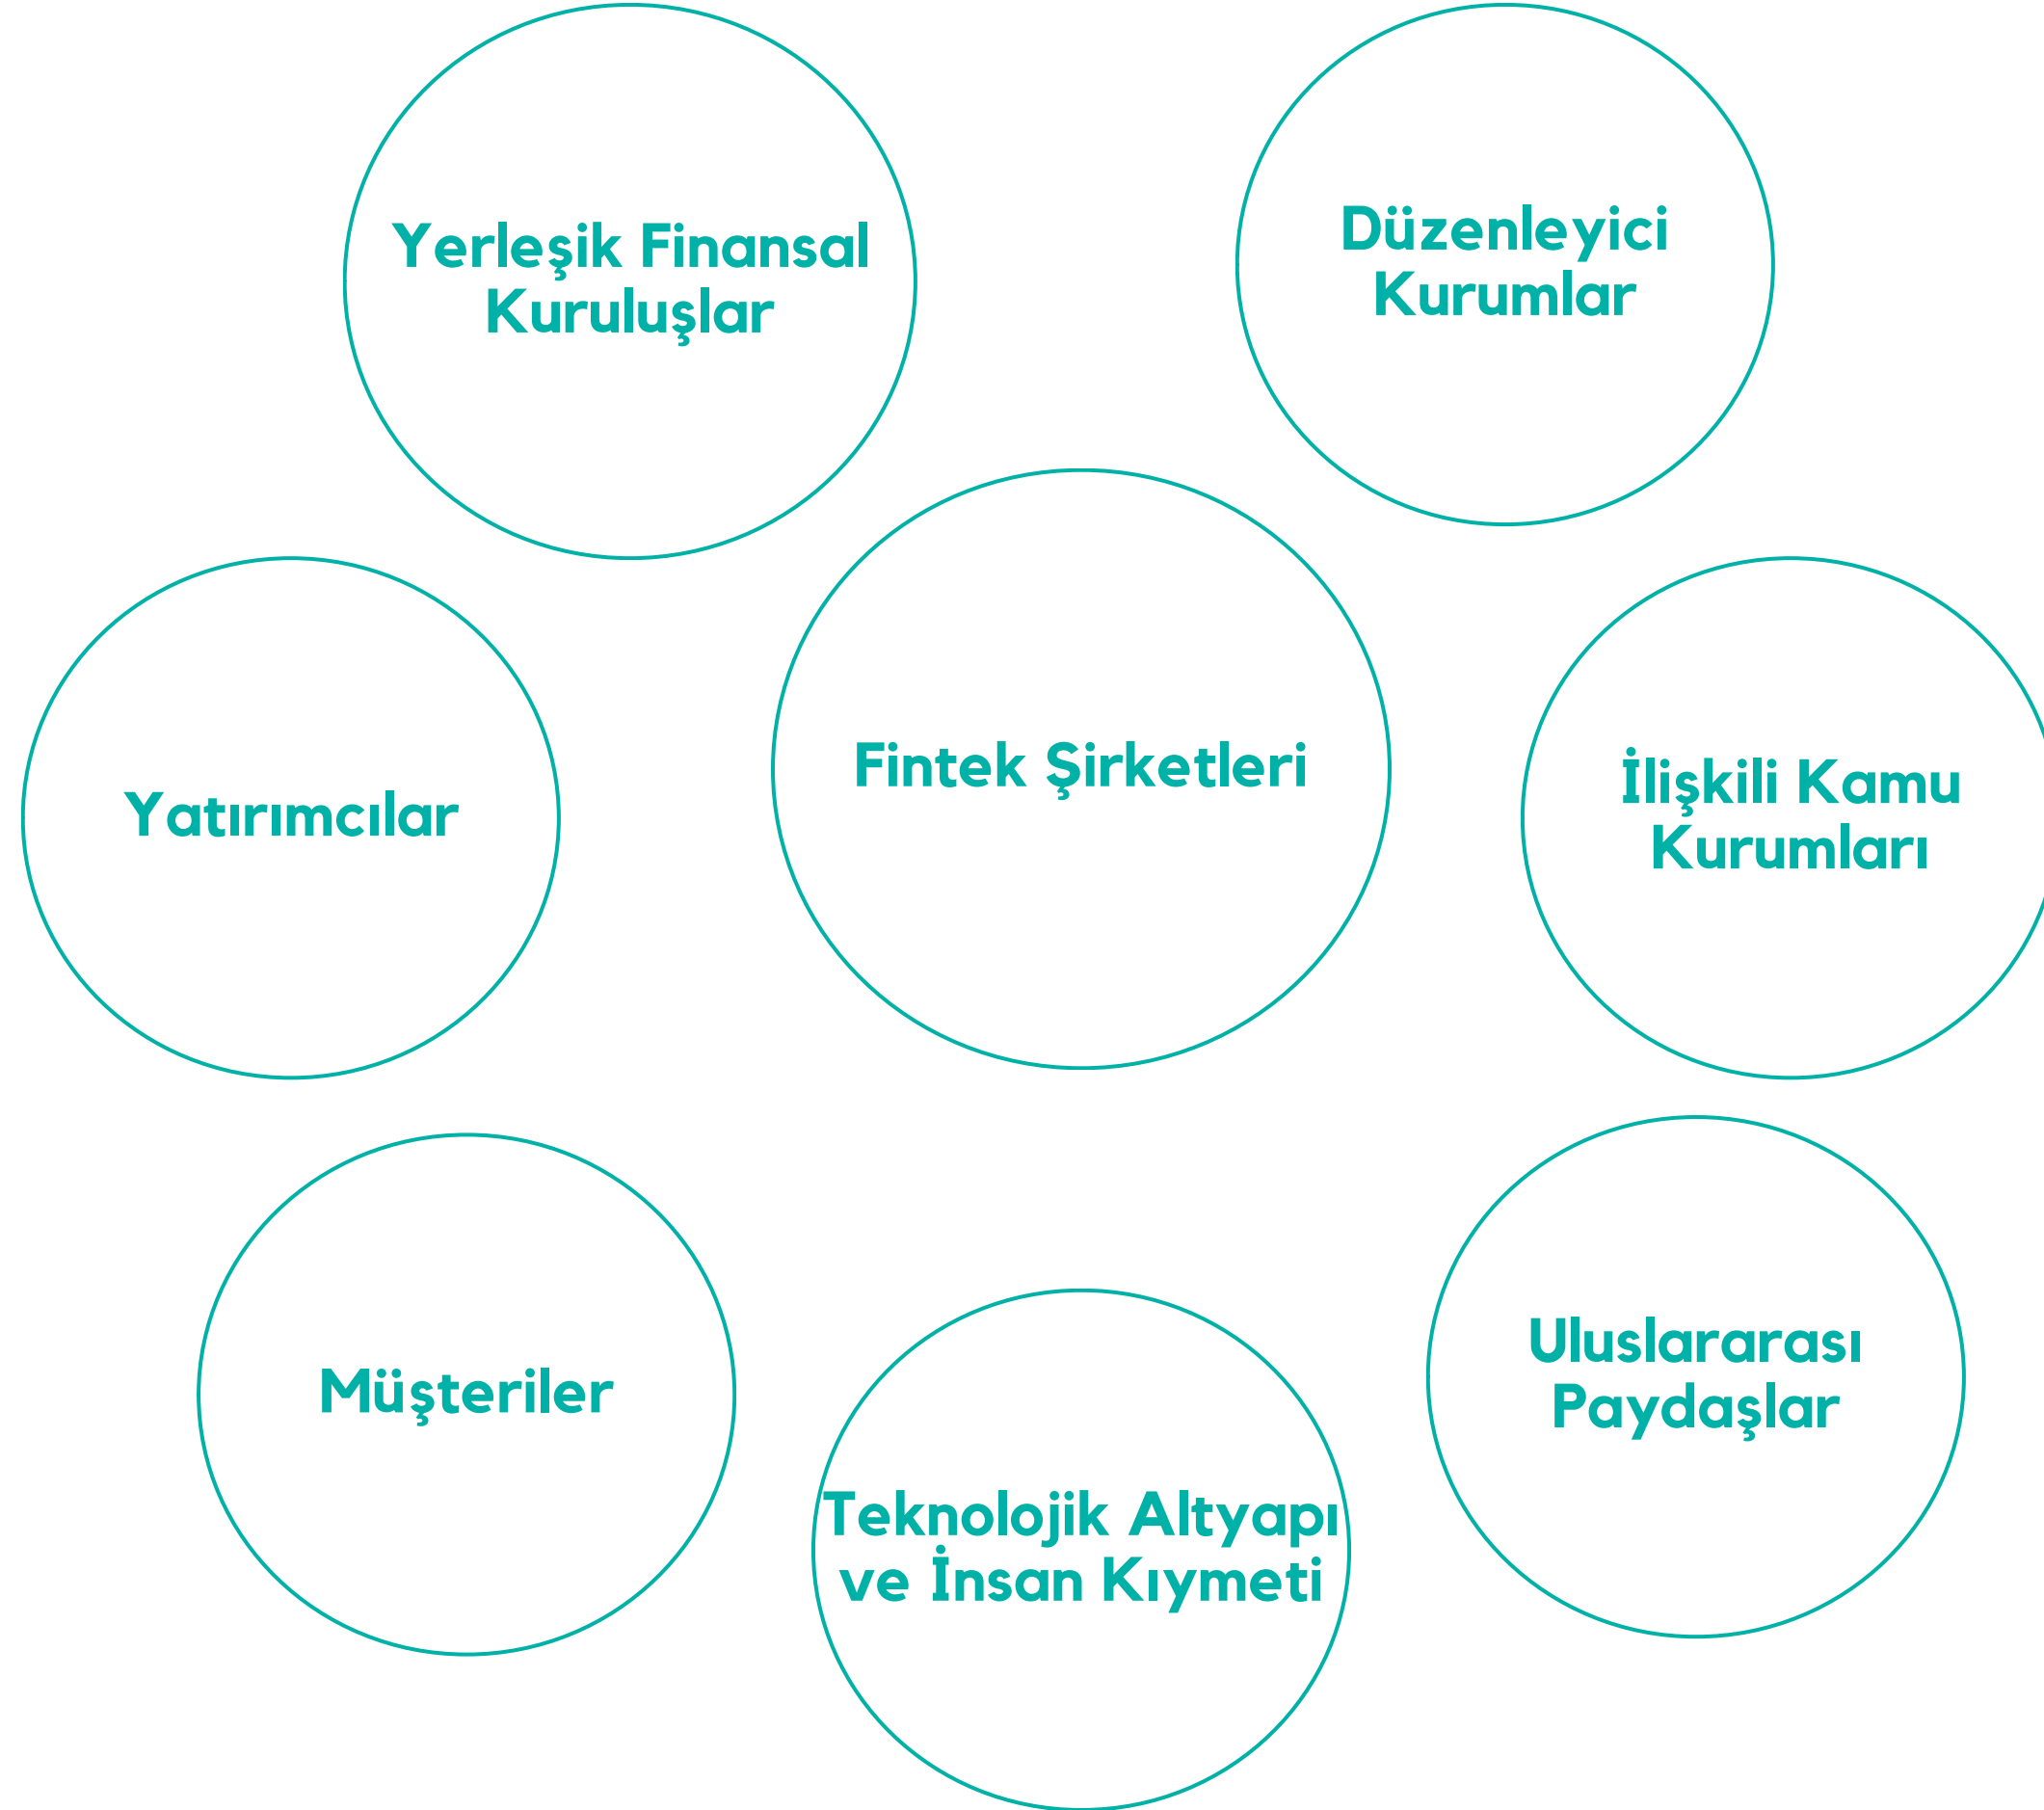 Yerleşik Finansal
Kuruluşlar
Düzenleyici
Kurumlar
Yatırımcılar
Fintek Şirketleri
İlişkili Kamu
Kurumları
Müşteriler
Teknolojik Altyapı
ve İnsan Kıymeti
Uluslararası
Paydaşlar